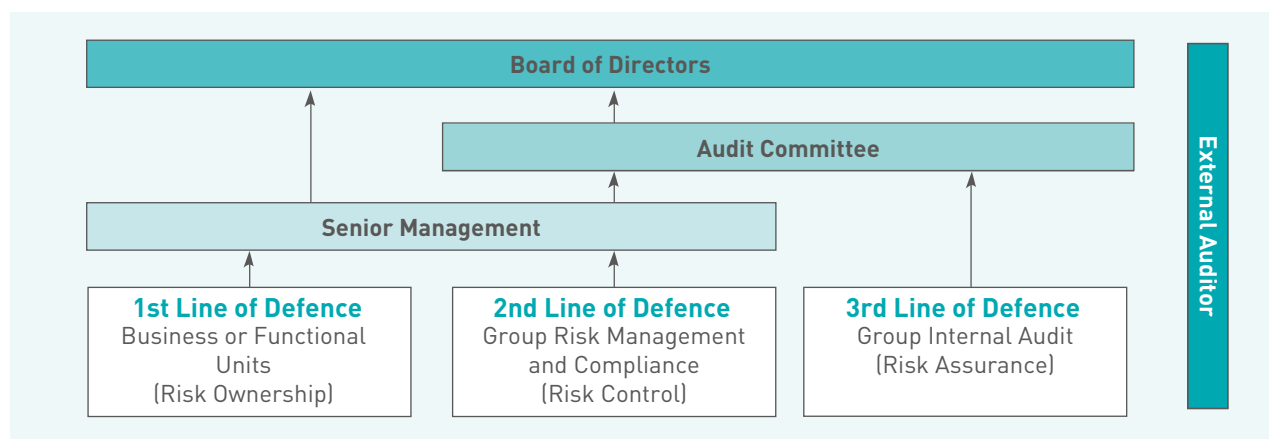 Board of Directors
Audit Committee
Senior Management
1st Line of Defence
Business or Functional
Units
(Risk Ownership)
2nd Line of Defence
Group Risk Management
and Compliance
(Risk Control)
3rd Line of Defence
Group Internal Audit
(Risk Assurance)
External Auditor